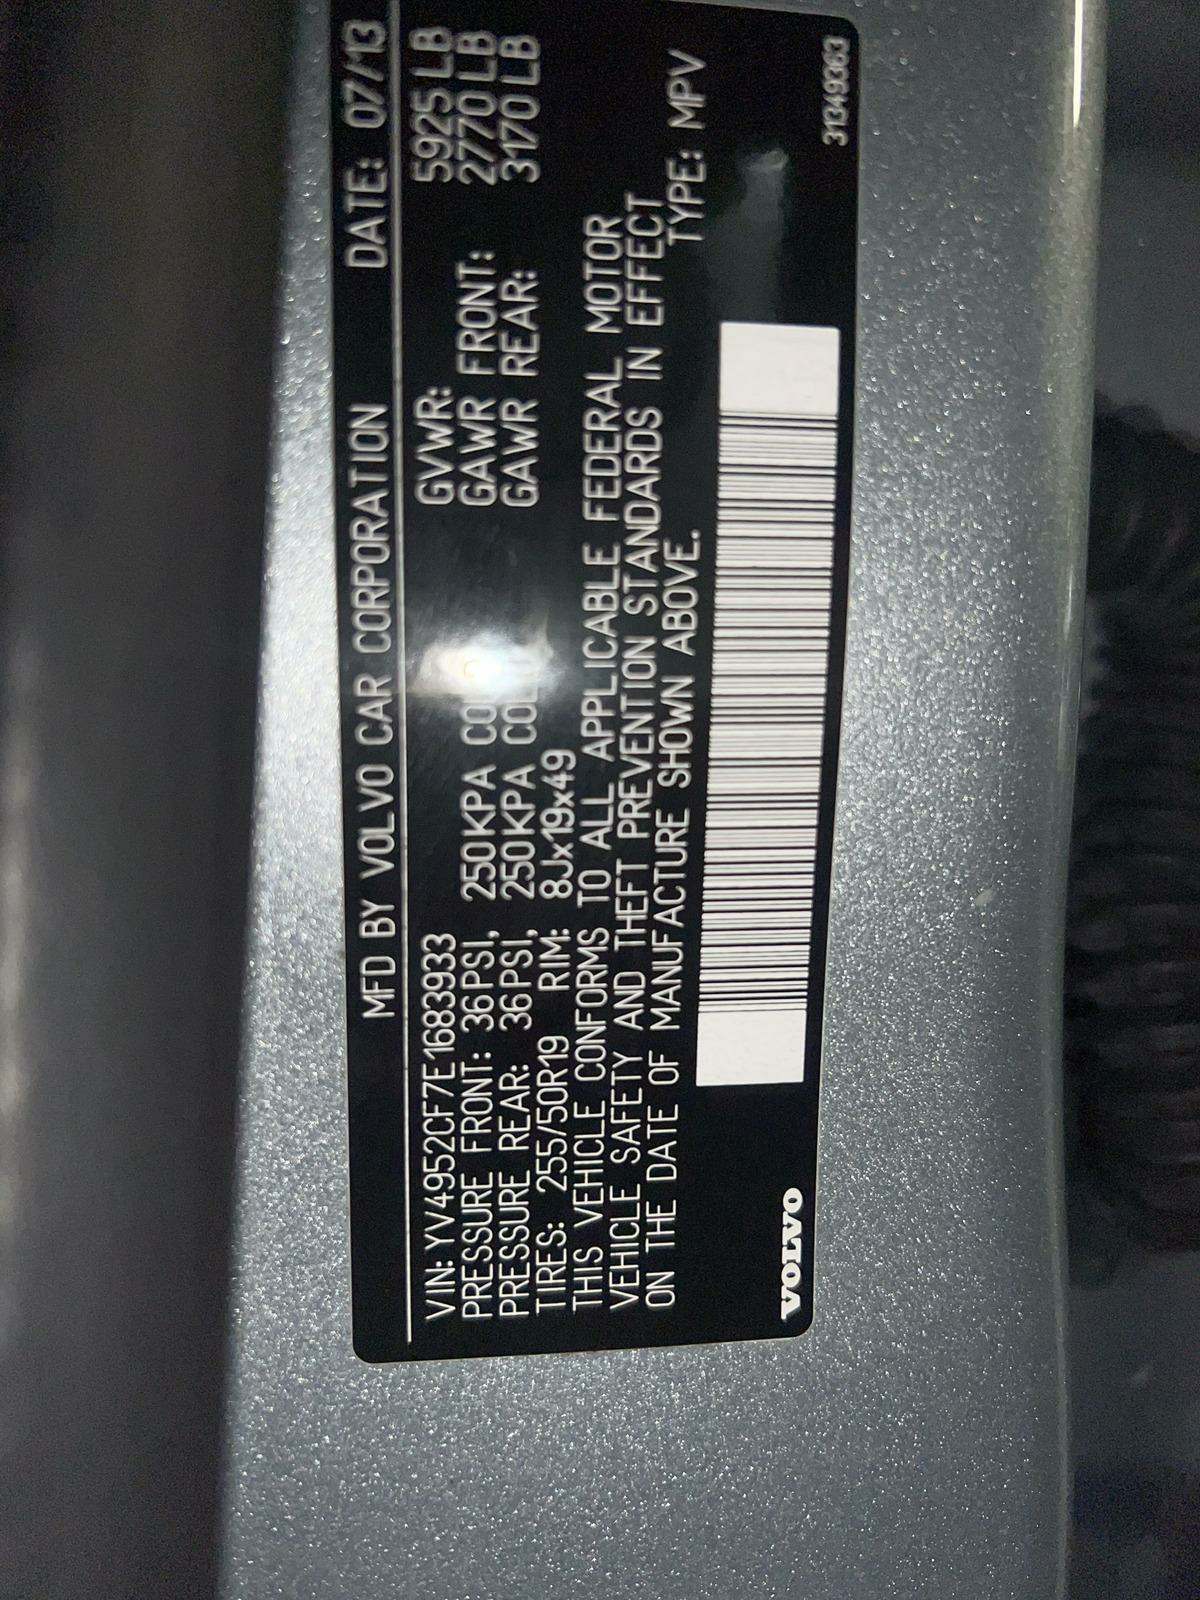 MFD BY VOLVO CAR CORPORATION DATE: 07/13
VIN: YV4952CF7E1683933 GVWR: 5925 LB
PRESSURE FRONT: 36 PSI, 250 KPA GAWR FRONT: 2770 LB
PRESSURE REAR: 36 PSI, 250 KPA GAWR REAR: 3170 LB
TIRES: 255/50R19 RIM: 8Jx19x49
THIS VEHICLE CONFORMS TO ALL APPLICABLE FEDERAL MOTOR
VEHICLE SAFETY AND THEFT PREVENTION STANDARDS IN EFFECT
ON THE DATE OF MANUFACTURE SHOWN ABOVE. TYPE: MPV
VOLVO
31349363